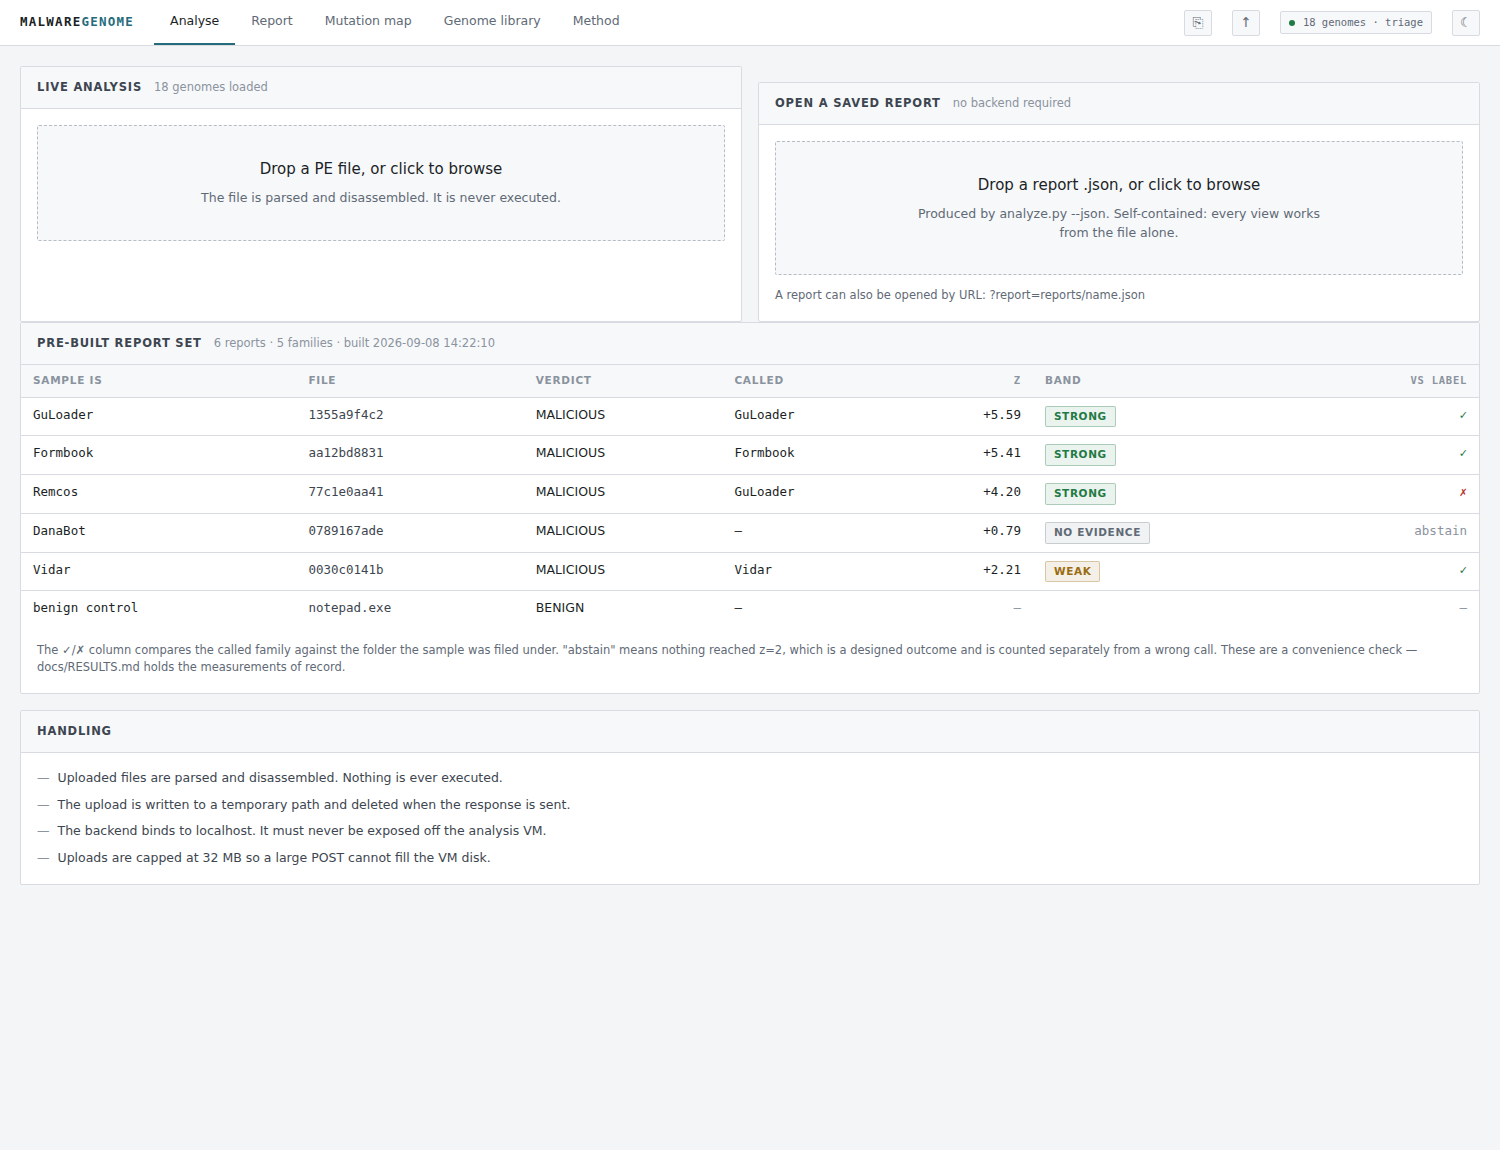 MALWAREGENOME Analyse Report Mutation map Genome library Method ⎘ ↑ 18 genomes · triage ☾
LIVE ANALYSIS 18 genomes loaded
Drop a PE file, or click to browse
The file is parsed and disassembled. It is never executed.
OPEN A SAVED REPORT no backend required
Drop a report .json, or click to browse
Produced by analyze.py --json. Self-contained: every view works
from the file alone.
A report can also be opened by URL: ?report=reports/name.json
PRE-BUILT REPORT SET 6 reports · 5 families · built 2026-09-08 14:22:10
SAMPLE IS FILE VERDICT CALLED Z BAND VS LABEL
GuLoader 1355a9f4c2 MALICIOUS GuLoader +5.59 STRONG ✓
Formbook aa12bd8831 MALICIOUS Formbook +5.41 STRONG ✓
Remcos 77c1e0aa41 MALICIOUS GuLoader +4.20 STRONG ✗
DanaBot 0789167ade MALICIOUS — +0.79 NO EVIDENCE abstain
Vidar 0030c0141b MALICIOUS Vidar +2.21 WEAK ✓
benign control notepad.exe BENIGN — — —
The ✓/✗ column compares the called family against the folder the sample was filed under. "abstain" means nothing reached z=2, which is a designed outcome and is counted separately from a wrong call. These are a convenience check —
docs/RESULTS.md holds the measurements of record.
HANDLING
— Uploaded files are parsed and disassembled. Nothing is ever executed.
— The upload is written to a temporary path and deleted when the response is sent.
— The backend binds to localhost. It must never be exposed off the analysis VM.
— Uploads are capped at 32 MB so a large POST cannot fill the VM disk.